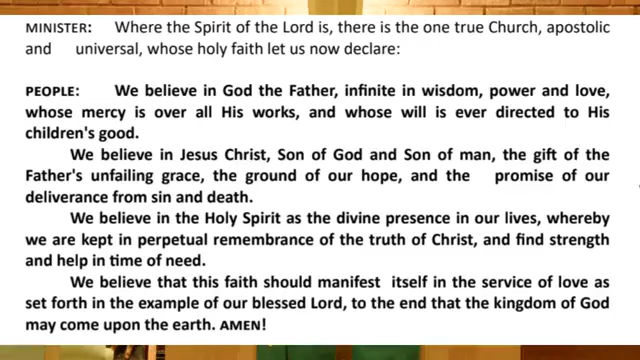 MINISTER: Where the Spirit of the Lord is, there is the one true Church, apostolic
and universal, whose holy faith let us now declare:
PEOPLE: We believe in God the Father, infinite in wisdom, power and love,
whose mercy is over all His works, and whose will is ever directed to His
children's good.
We believe in Jesus Christ, Son of God and Son of man, the gift of the
Father's unfailing grace, the ground of our hope, and the promise of our
deliverance from sin and death.
We believe in the Holy Spirit as the divine presence in our lives, whereby
we are kept in perpetual remembrance of the truth of Christ, and find strength
and help in time of need.
We believe that this faith should manifest itself in the service of love as
set forth in the example of our blessed Lord, to the end that the kingdom of God
may come upon the earth. AMEN!